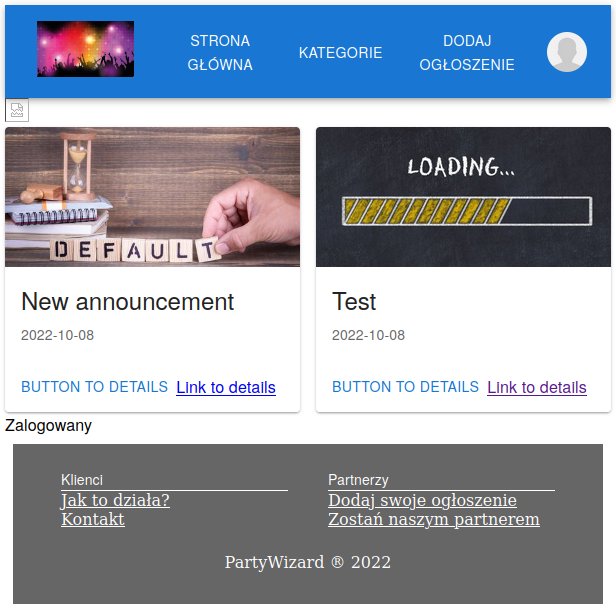 STRONA
GŁÓWNA
KATEGORIE
DODAJ
OGŁOSZENIE
DEFAULT
LOADING...
New announcement
2022-10-08
BUTTON TO DETAILS Link to details
Test
2022-10-08
BUTTON TO DETAILS Link to details
Zalogowany
Klienci
Jak to działa?
Kontakt
Partnerzy
Dodaj swoje ogłoszenie
Zostań naszym partnerem
PartyWizard ® 2022